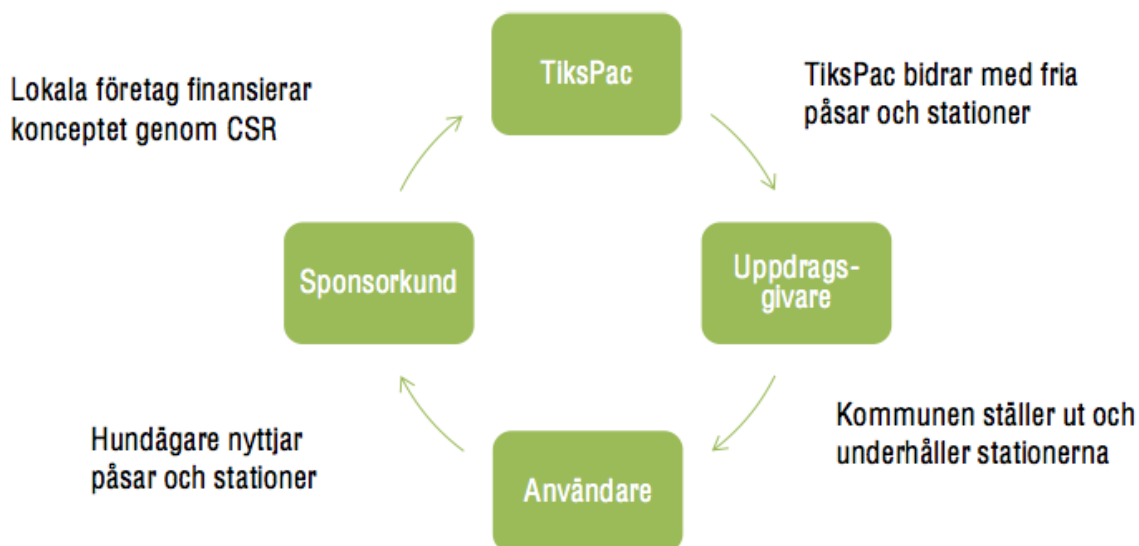 TiksPac
TiksPac bidrar med fria
påsar och stationer
Uppdrags-
givare
Kommunen ställer ut och
underhåller stationerna
Användare
Hundägare nyttjar
påsar och stationer
Sponsorkund
Lokala företag finansierar
konceptet genom CSR